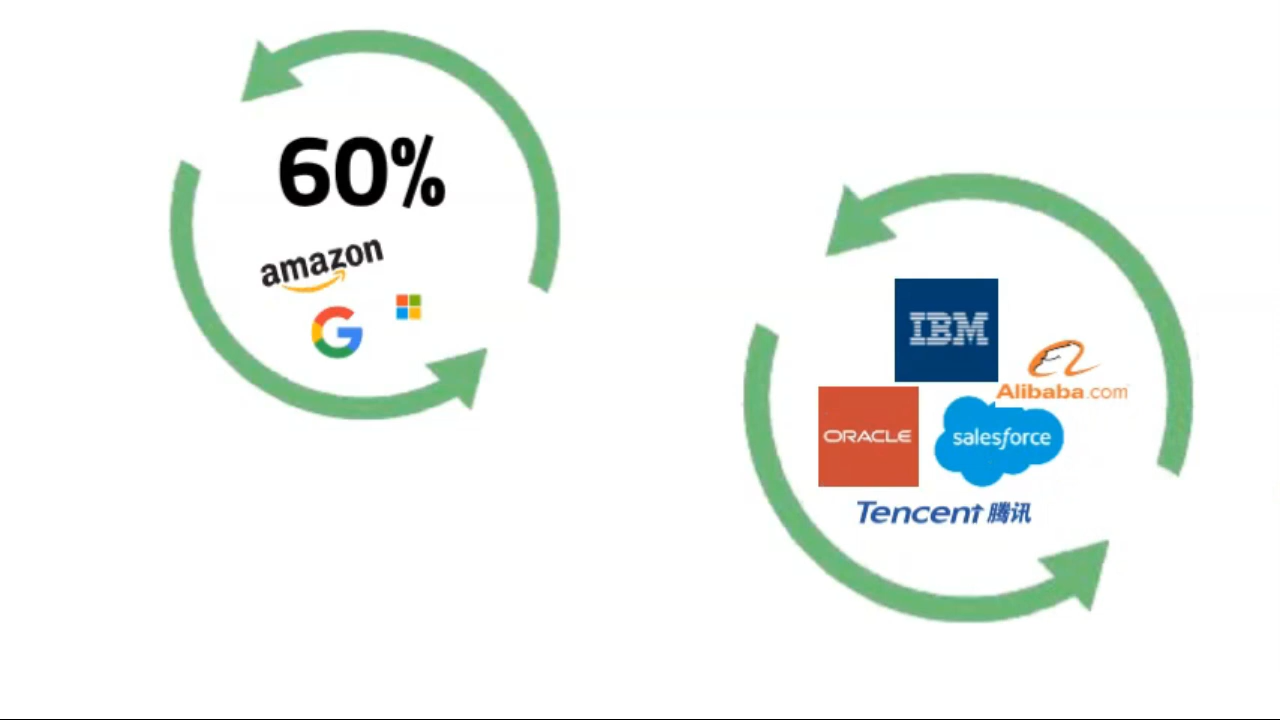 60%
amazon
G
IBM
Alibaba.com
ORACLE
salesforce
Tencent 腾讯